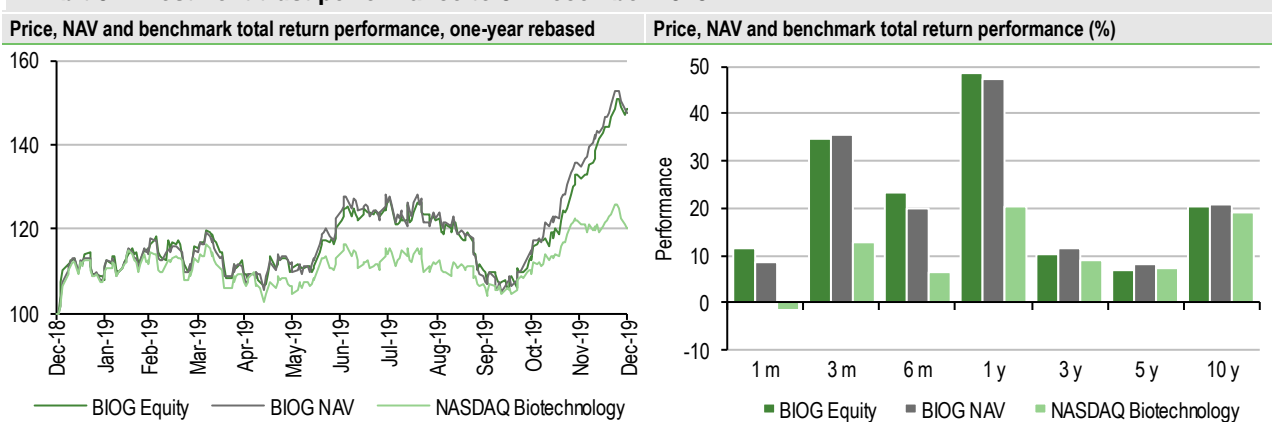 Price, NAV and benchmark total return performance, one-year rebased
160
140
120
100
Dec-18
Jan-19
Feb-19
Mar-19
Apr-19
May-19
Jun-19
Jul-19
Aug-19
Sep-19
Oct-19
Nov-19
Dec-19
BIOG Equity BIOG NAV NASDAQ Biotechnology
Price, NAV and benchmark total return performance (%)
Performance
50
40
30
20
10
0
-10
1 m 3 m 6 m 1 y 3 y 5 y 10 y
BIOG Equity BIOG NAV NASDAQ Biotechnology